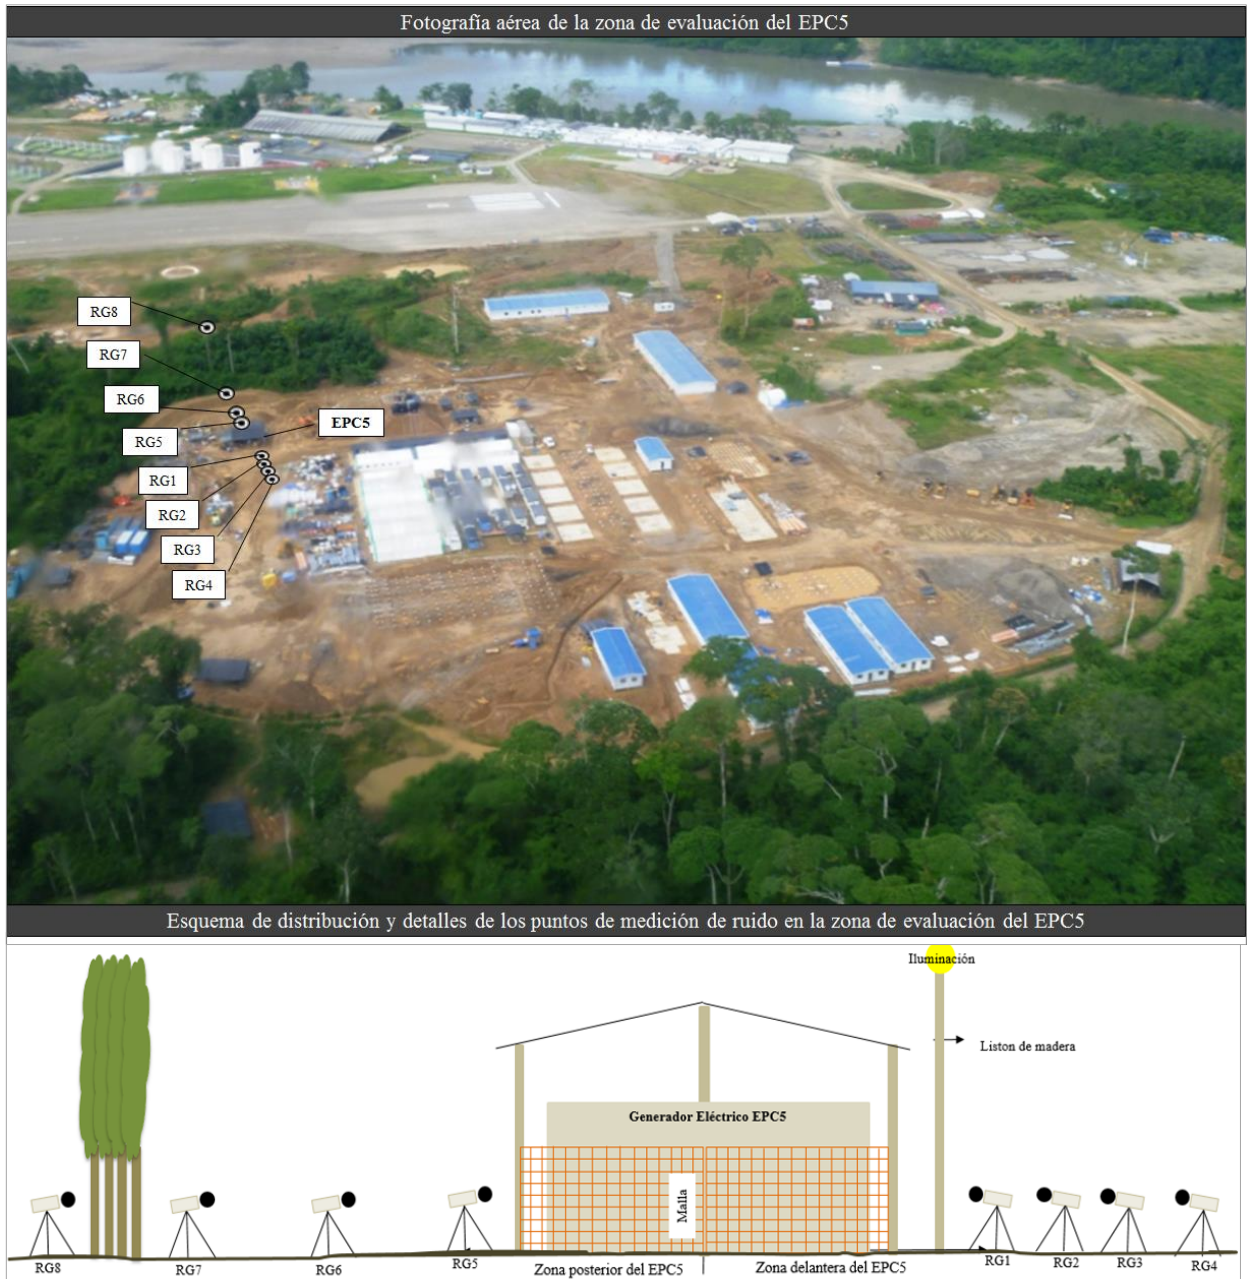 Fotografía aérea de la zona de evaluación del EPC5
RG8
RG7
RG6
EPC5
RG5
RG1
RG2
RG3
RG4
Esquema de distribución y detalles de los puntos de medición de ruido en la zona de evaluación del EPC5
Iluminación
Liston de madera
Generador Eléctrico EPC5
Malla
RG8
RG7
RG6
RG5
Zona posterior del EPC5
Zona delantera del EPC5
RG1
RG2
RG3
RG4